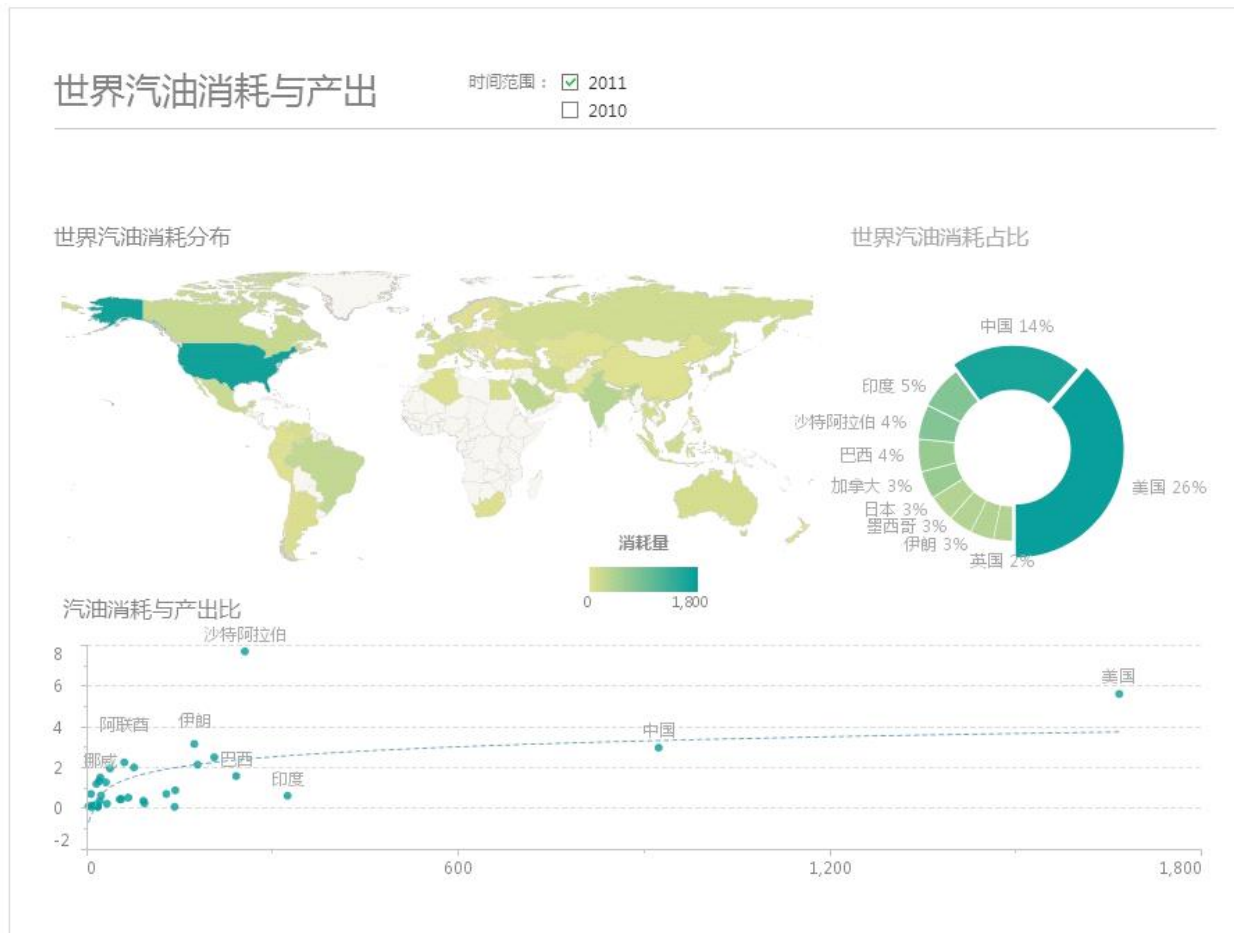 世界汽油消耗与产出
时间范围： 2011
2010
世界汽油消耗分布
世界汽油消耗占比
中国 14%
印度 5%
沙特阿拉伯 4%
巴西 4%
加拿大 3%
日本 3%
墨西哥 3%
伊朗 3%
英国 2%
美国 26%
消耗量
0 1,800
汽油消耗与产出比
8
6
4
2
0
-2
沙特阿拉伯
美国
阿联酋
伊朗
中国
挪威
巴西
印度
0 600 1,200 1,800